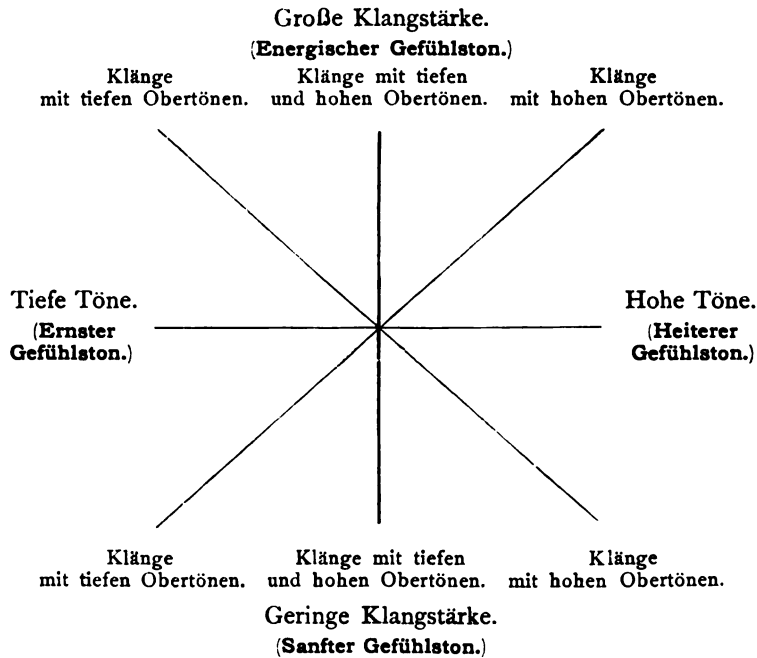 Große Klangstärke.
(Energischer Gefühlston.)
Klänge
mit tiefen Obertönen.
Klänge mit tiefen
und hohen Obertönen.
Klänge
mit hohen Obertönen.
Tiefe Töne.
(Ernster
Gefühlston.)
Hohe Töne.
(Heiterer
Gefühlston.)
Klänge
mit tiefen Obertönen.
Klänge mit tiefen
und hohen Obertönen.
Klänge
mit hohen Obertönen.
Geringe Klangstärke.
(Sanfter Gefühlston.)